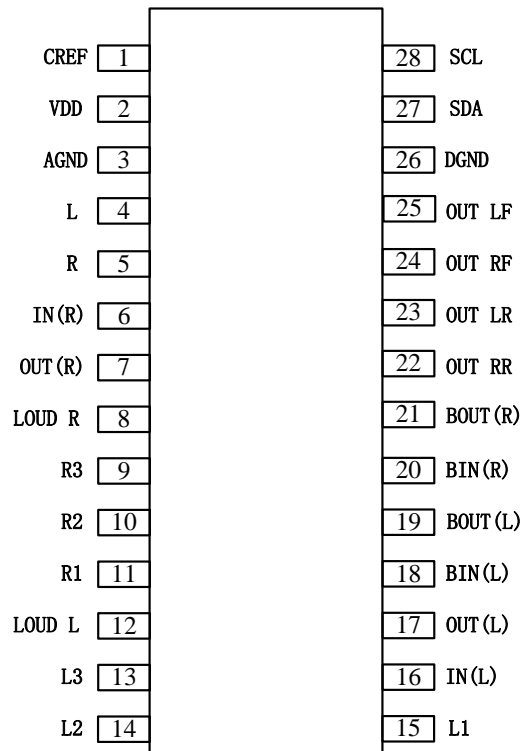 CREF 1 28 SCL
VDD 2 27 SDA
AGND 3 26 DGND
L 4 25 OUT LF
R 5 24 OUT RF
IN(R) 6 23 OUT LR
OUT(R) 7 22 OUT RR
LOUD R 8 21 BOUT(R)
R3 9 20 BIN(R)
R2 10 19 BOUT(L)
R1 11 18 BIN(L)
LOUD L 12 17 OUT(L)
L3 13 16 IN(L)
L2 14 15 L1